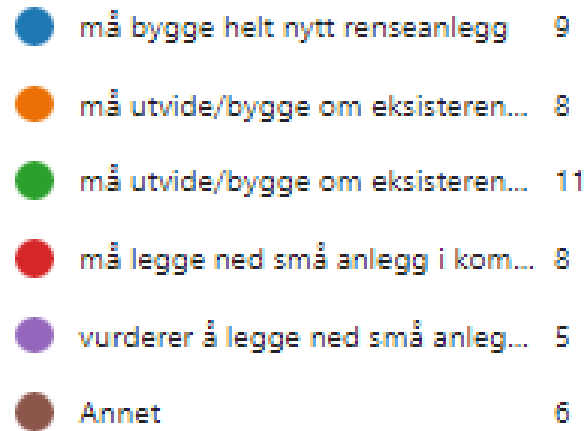 må bygge helt nytt renseanlegg 9
må utvide/bygge om eksisteren... 8
må utvide/bygge om eksisteren... 11
må legge ned små anlegg i kom... 8
vurderer å legge ned små anleg... 5
Annet 6